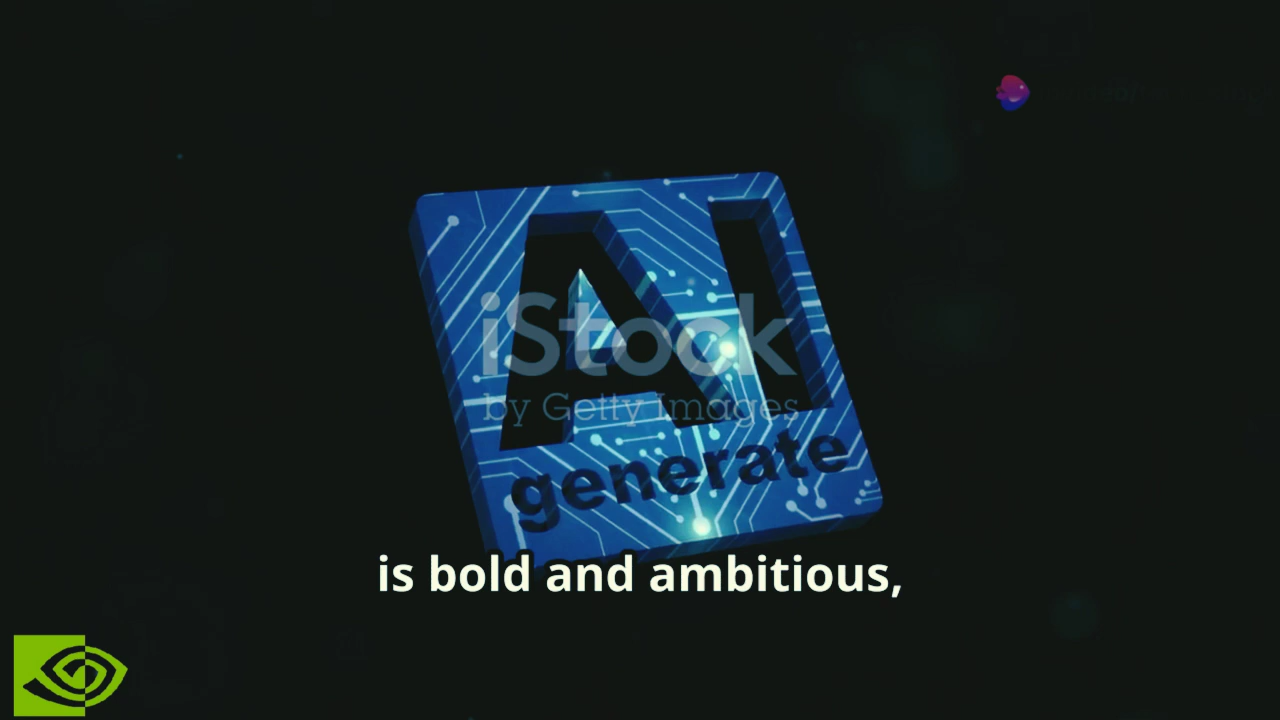 AI
iStock
by Getty Images
generate
is bold and ambitious,